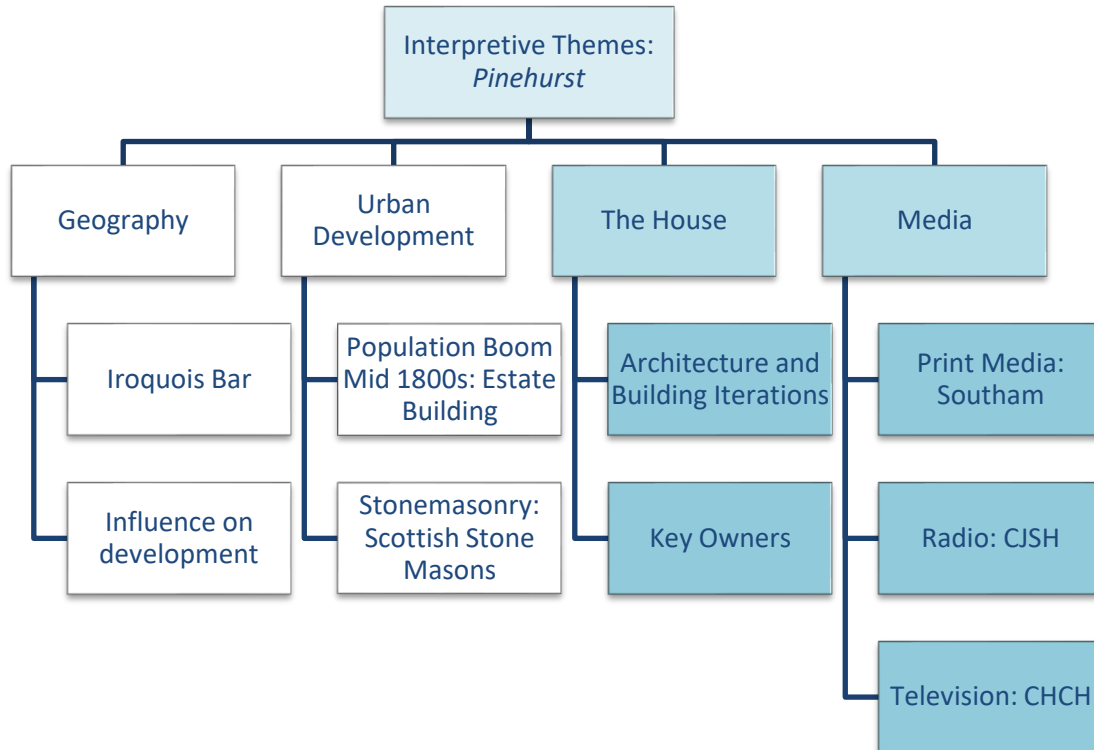 Interpretive Themes:
Pinehurst
Geography
Iroquois Bar
Influence on
development
Urban
Development
Population Boom
Mid 1800s: Estate
Building
Stonemasonry:
Scottish Stone
Masons
The House
Architecture and
Building Iterations
Key Owners
Media
Print Media:
Southam
Radio: CJSH
Television: CHCH